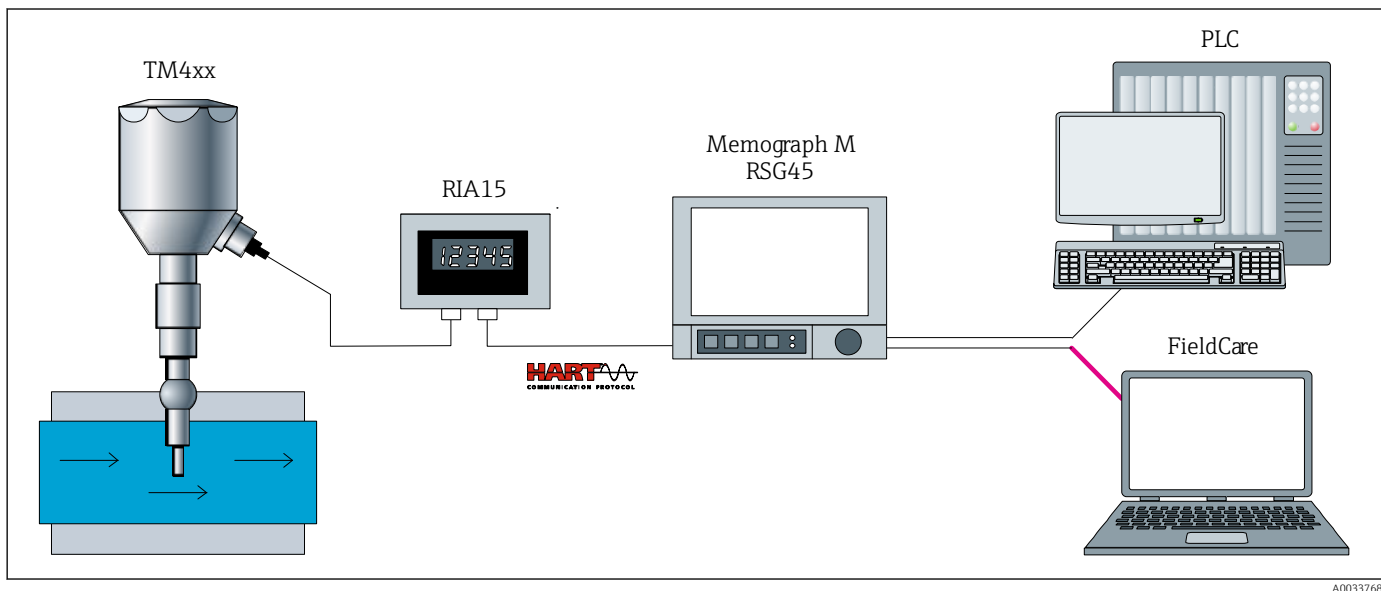 TM4xx
RIA15
12345
HART
COMMUNICATION PROTOCOL
Memograph M
RSG45
PLC
FieldCare
A0033768